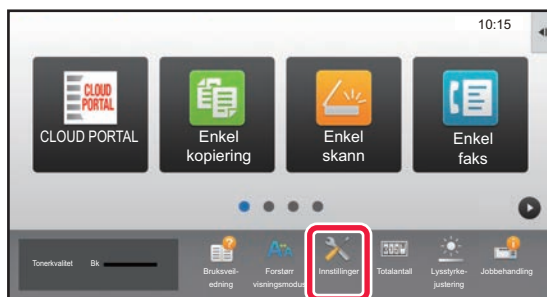 10:15
CLOUD
PORTAL
CLOUD PORTAL
Enkel
kopiering
Enkel
skann
Enkel
faks
Tonerkvalitet Bk
Bruksveil-
edning
Forstørr
visningsmodus
Innstillinger
Totalantall
Lysstyrke-
justering
Jobbehandling